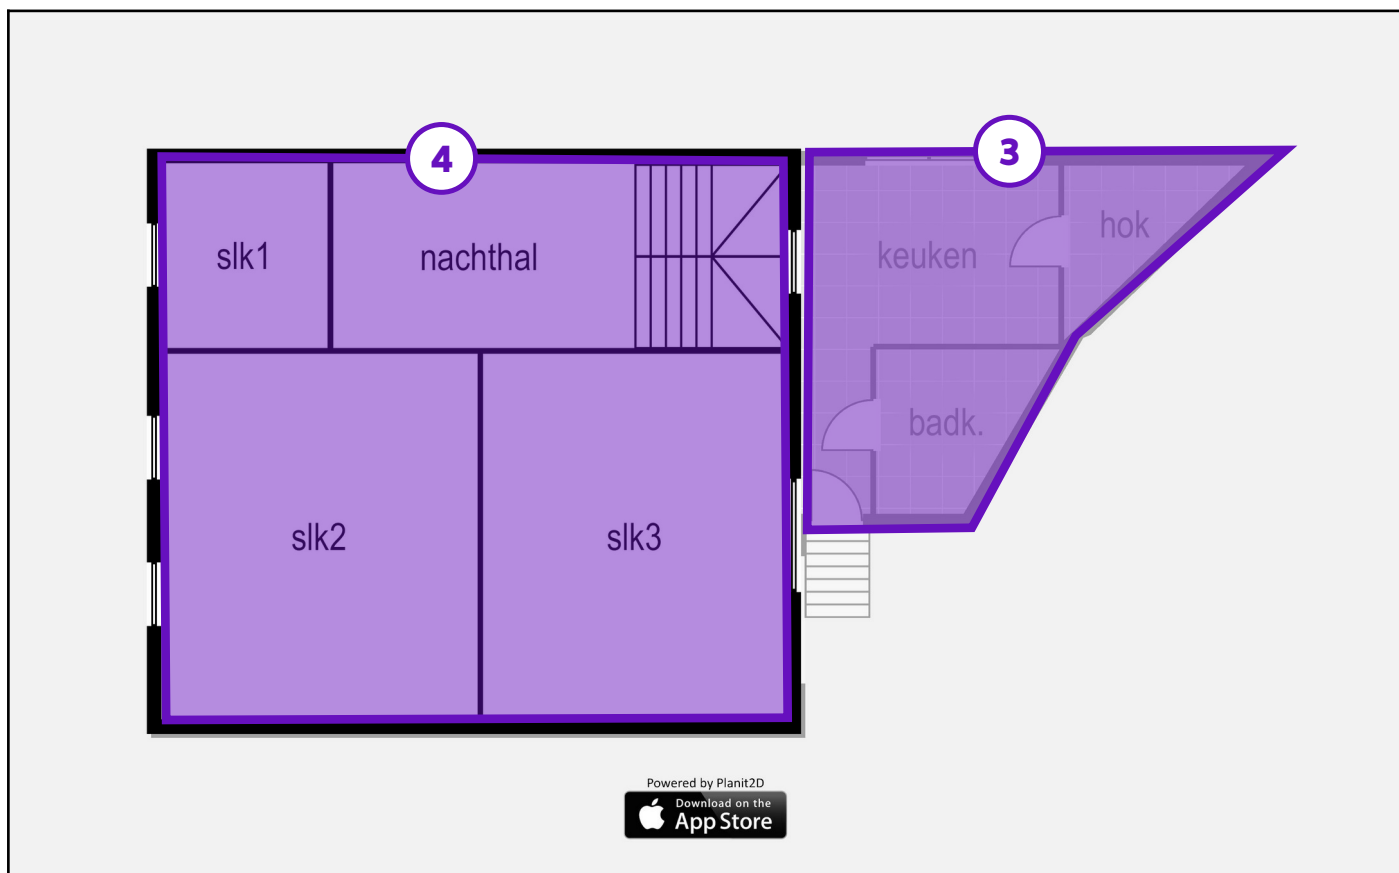 4
3
slk1
nachthal
keuken
hok
badk.
slk2
slk3
Powered by Planit2D
Download on the
App Store